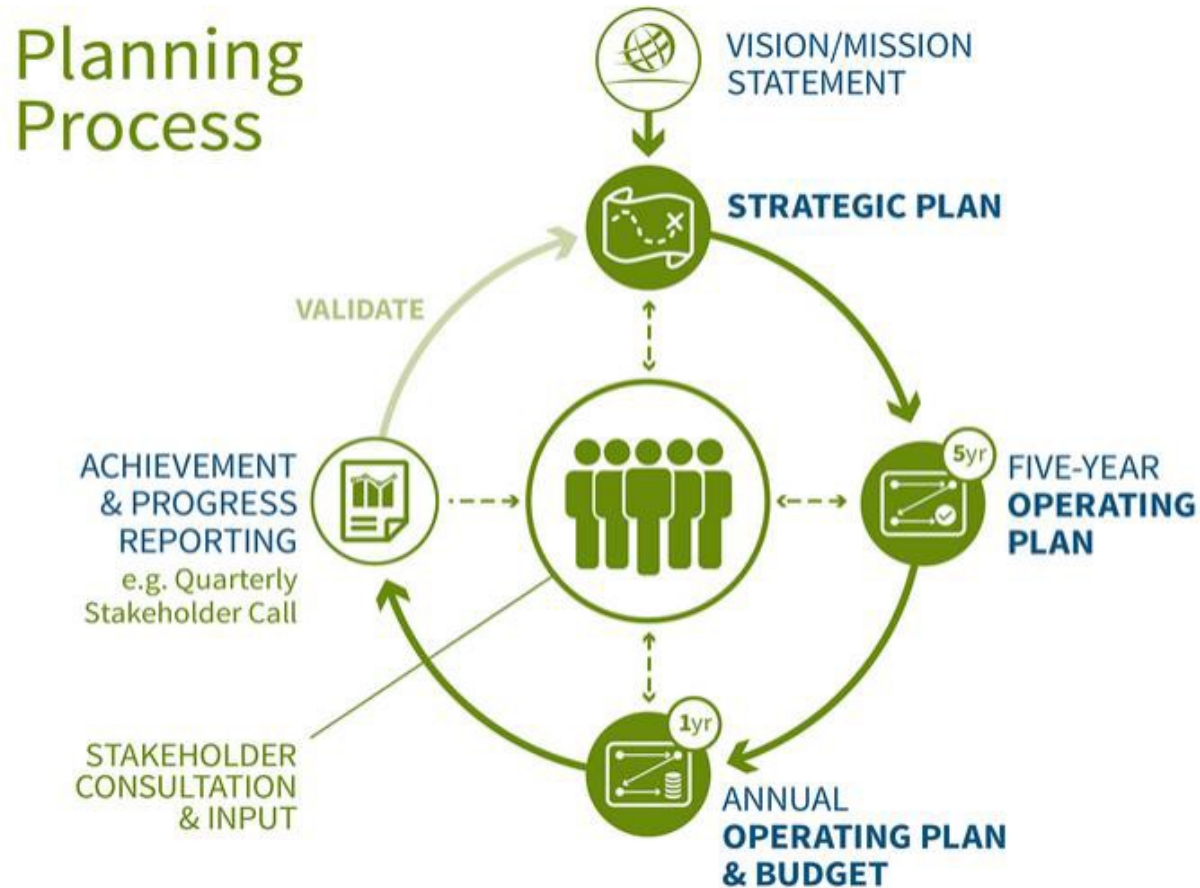 Planning
Process
VISION/MISSION
STATEMENT
STRATEGIC PLAN
VALIDATE
5yr
FIVE-YEAR
OPERATING
PLAN
ACHIEVEMENT
& PROGRESS
REPORTING
e.g. Quarterly
Stakeholder Call
1yr
ANNUAL
OPERATING PLAN
& BUDGET
STAKEHOLDER
CONSULTATION
& INPUT